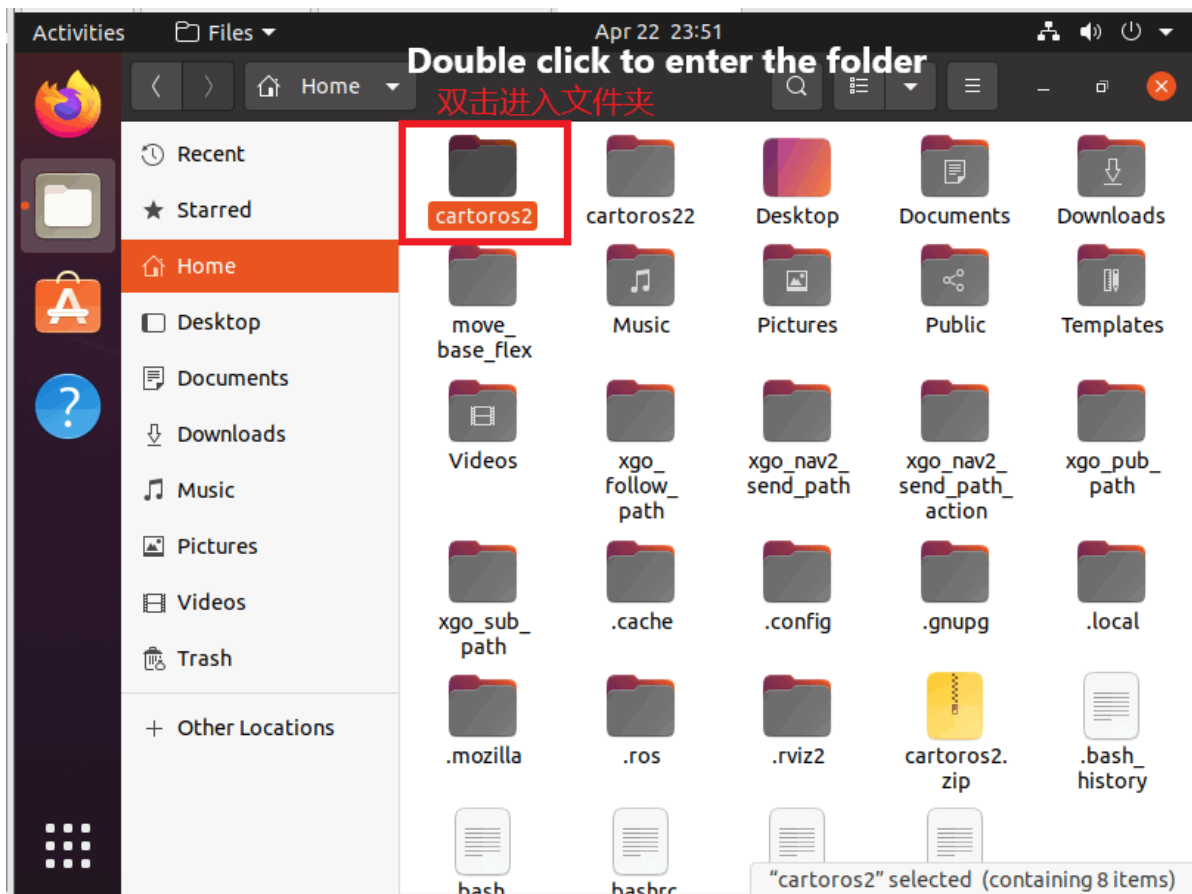 Activities
Files
Apr 22 23:51
Double click to enter the folder
Home
双击进入文件夹
Recent
Starred
Home
Desktop
Documents
Downloads
Music
Pictures
Videos
Trash
Other Locations
cartoros2
cartoros22
Desktop
Documents
Downloads
move_
base_flex
Music
Pictures
Public
Templates
Videos
xgo_
follow_
path
xgo_nav2_
send_path
xgo_nav2_
send_path_
action
xgo_pub_
path
xgo_sub_
path
.cache
.config
.gnupg
.local
.mozilla
.ros
.rviz2
cartoros2.
zip
.bash_
history
"cartoros2" selected (containing 8 items)